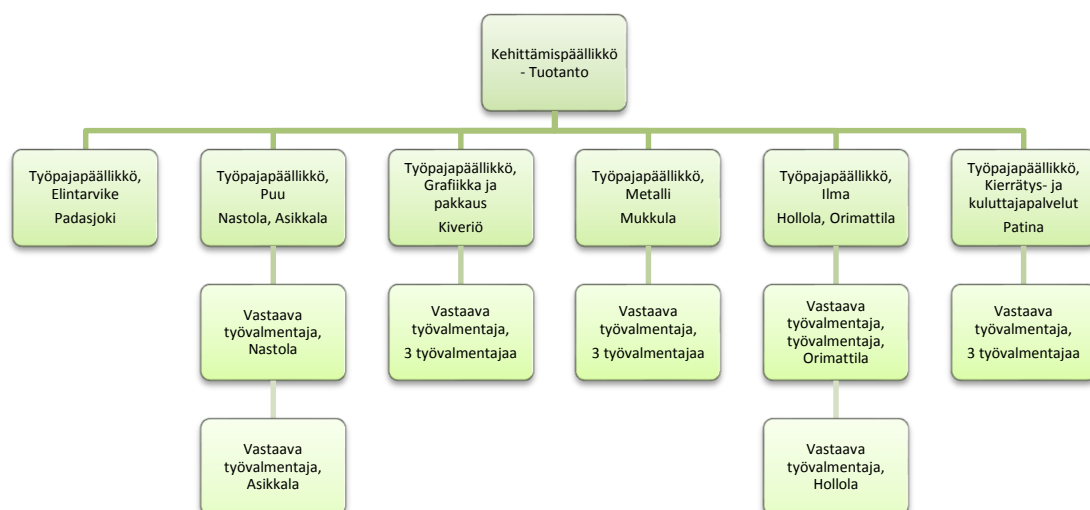 Kehittämispäällikkö
- Tuotanto
Työpajapäällikkö,
Elintarvike
Padasjoki
Työpajapäällikkö,
Puu
Nastola, Asikkala
Työpajapäällikkö,
Grafiikka ja
pakkaus
Kiveriö
Työpajapäällikkö,
Metalli
Mukkula
Työpajapäällikkö,
Ilma
Hollola, Orimattila
Työpajapäällikkö,
Kierrätys- ja
kuluttajapalvelut
Patina
Vastaava
työvalmentaja,
Nastola
Vastaava
työvalmentaja,
3 työvalmentajaa
Vastaava
työvalmentaja,
3 työvalmentajaa
Vastaava
työvalmentaja,
työvalmentaja,
Orimattila
Vastaava
työvalmentaja,
3 työvalmentajaa
Vastaava
työvalmentaja,
Asikkala
Vastaava
työvalmentaja,
Hollola